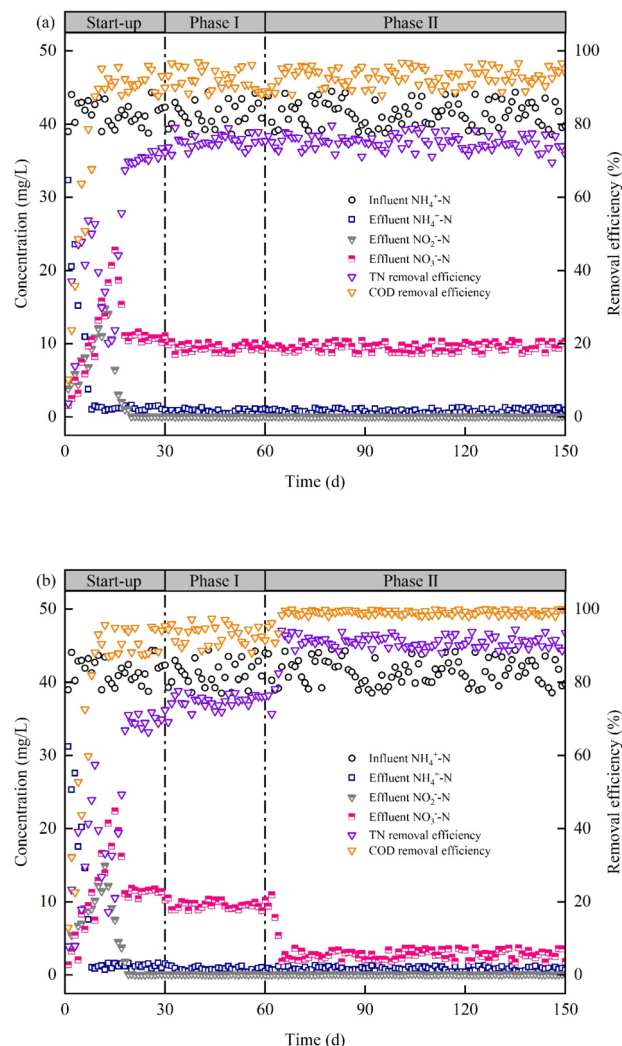 (a)
Start-up Phase I Phase II
50 100
40 80
30 60
20 40
10 20
0 0
Concentration (mg/L)
Removal efficiency (%)
Influent NH₄⁺-N
Effluent NH₄⁺-N
Effluent NO₂⁻-N
Effluent NO₃⁻-N
TN removal efficiency
COD removal efficiency
0 30 60 90 120 150
Time (d)
(b)
Start-up Phase I Phase II
50 100
40 80
30 60
20 40
10 20
0 0
Concentration (mg/L)
Removal efficiency (%)
Influent NH₄⁺-N
Effluent NH₄⁺-N
Effluent NO₂⁻-N
Effluent NO₃⁻-N
TN removal efficiency
COD removal efficiency
0 30 60 90 120 150
Time (d)